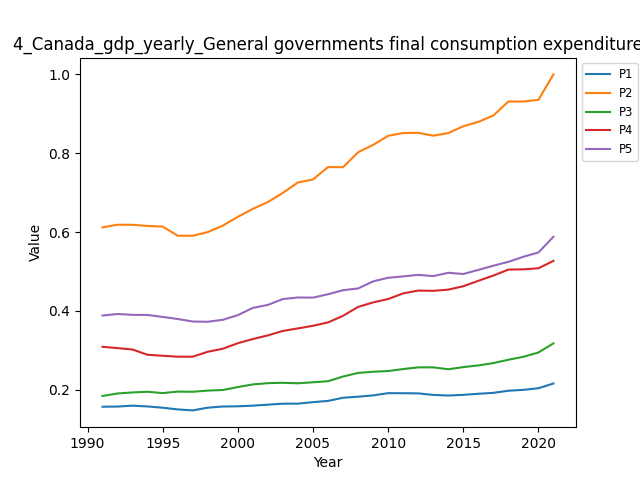 4_Canada_gdp_yearly_General governments final consumption expenditure
P1
P2
P3
P4
P5
1.0
0.8
0.6
0.4
0.2
Value
1990
1995
2000
2005
2010
2015
2020
Year